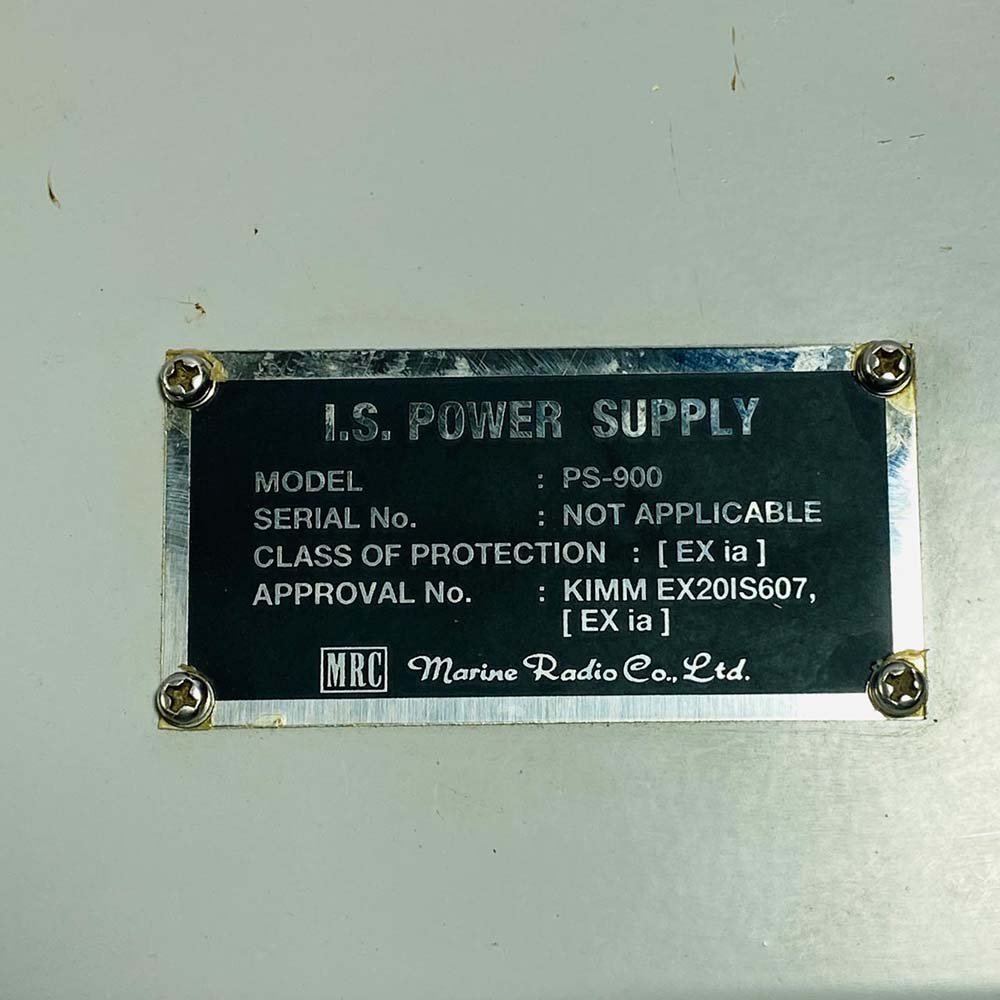 I.S. POWER SUPPLY
MODEL : PS-900
SERIAL No. : NOT APPLICABLE
CLASS OF PROTECTION : [ EX ia ]
APPROVAL No. : KIMM EX20IS607,
[ EX ia ]
MRC Marine Radio Co., Ltd.